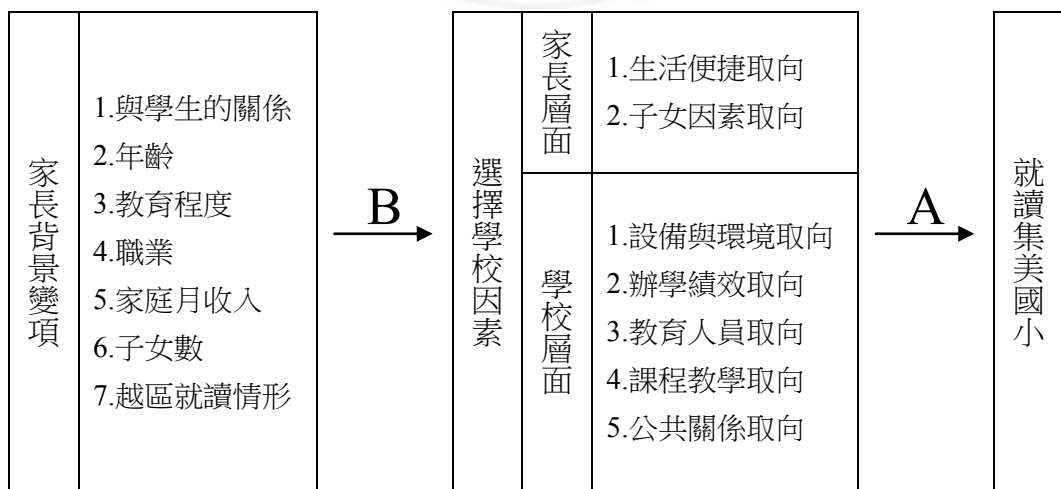 家長背景變項
1.與學生的關係
2.年齡
3.教育程度
4.職業
5.家庭月收入
6.子女數
7.越區就讀情形
B
選擇學校因素
家長層面
1.生活便捷取向
2.子女因素取向
學校層面
1.設備與環境取向
2.辦學績效取向
3.教育人員取向
4.課程教學取向
5.公共關係取向
A
就讀集美國小